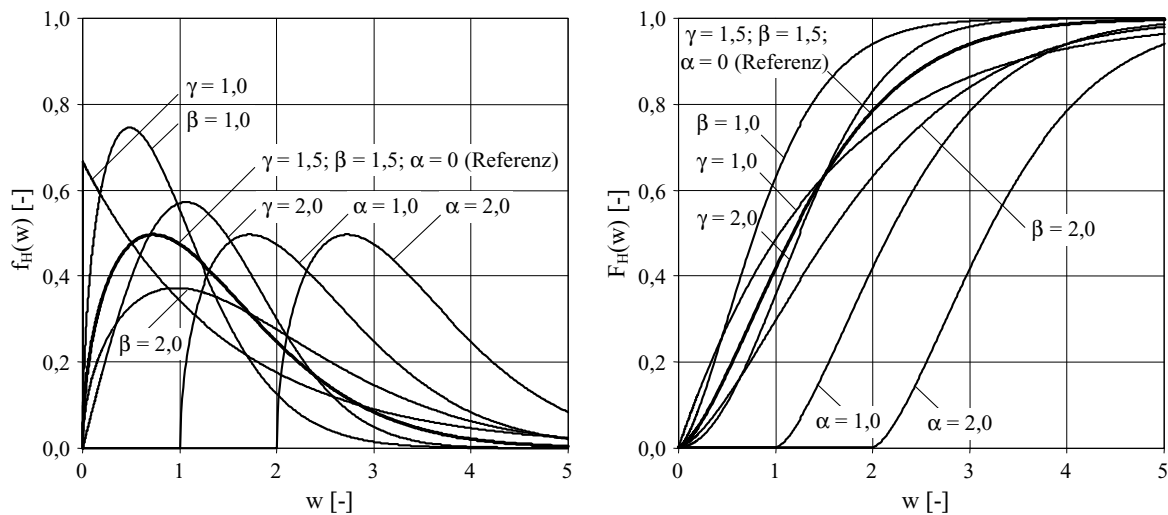 1,0
0,8
0,6
0,4
0,2
0,0
f_H(w) [-]
0
1
2
3
4
5
w [-]
γ = 1,0
β = 1,0
γ = 1,5; β = 1,5; α = 0 (Referenz)
γ = 2,0
α = 1,0
α = 2,0
β = 2,0
1,0
0,8
0,6
0,4
0,2
0,0
F_H(w) [-]
0
1
2
3
4
5
w [-]
γ = 1,5; β = 1,5;
α = 0 (Referenz)
β = 1,0
γ = 1,0
γ = 2,0
β = 2,0
α = 1,0
α = 2,0